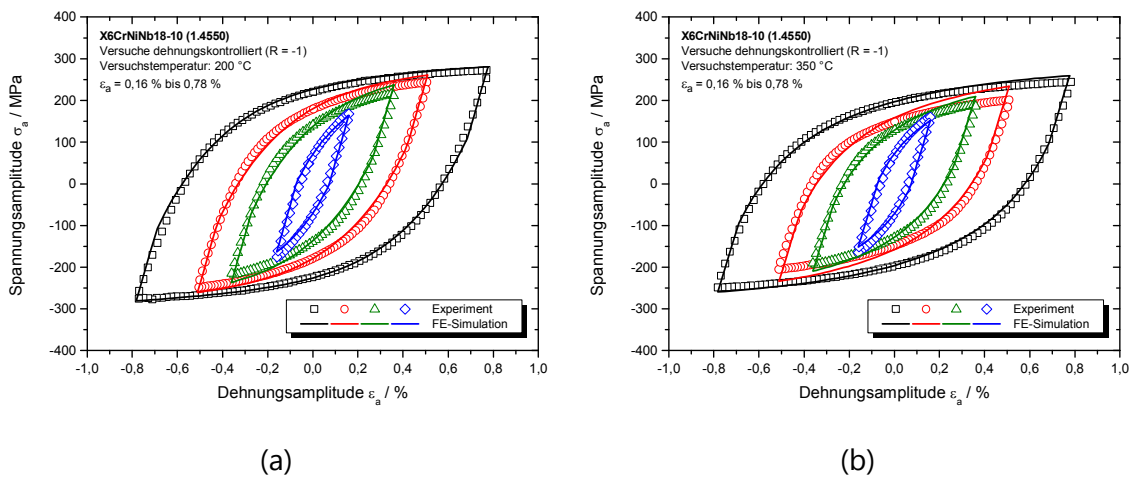 X6CrNiNb18-10 (1.4550)
Versuche dehnungskontrolliert (R = -1)
Versuchstemperatur: 200 °C
εa = 0,16 % bis 0,78 %
400
300
200
100
0
-100
-200
-300
-400
Spannungsamplitude σa / MPa
Experiment
FE-Simulation
-1,0 -0,8 -0,6 -0,4 -0,2 0,0 0,2 0,4 0,6 0,8 1,0
Dehnungsamplitude εa / %
(a)
X6CrNiNb18-10 (1.4550)
Versuche dehnungskontrolliert (R = -1)
Versuchstemperatur: 350 °C
εa = 0,16 % bis 0,78 %
400
300
200
100
0
-100
-200
-300
-400
Spannungsamplitude σa / MPa
Experiment
FE-Simulation
-1,0 -0,8 -0,6 -0,4 -0,2 0,0 0,2 0,4 0,6 0,8 1,0
Dehnungsamplitude εa / %
(b)